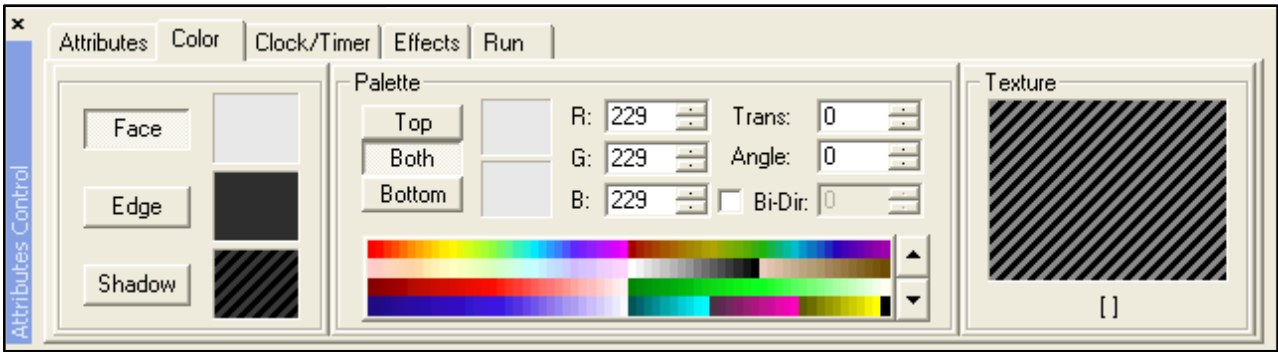 ×
Attributes Color Clock/Timer Effects Run
Attributes Control
Face
Edge
Shadow
Palette
Top
Both
Bottom
R: 229 Trans: 0
G: 229 Angle: 0
B: 229 Bi-Dir: 0
Texture
[ ]